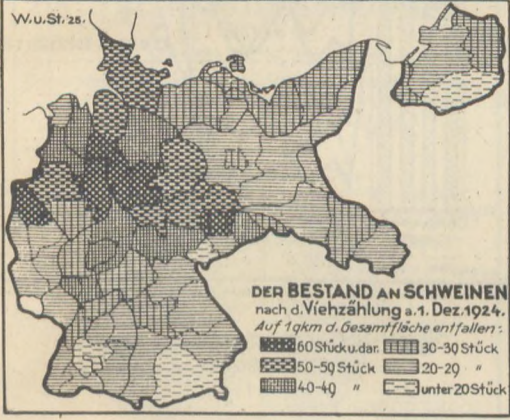 W.u.St.'25.
DER BESTAND AN SCHWEINEN
nach d. Viehzählung a. 1. Dez. 1924.
Auf 1 qkm d. Gesamtfläche entfallen:
60 Stück u. dar. 30-39 Stück
50-59 Stück 20-29 "
40-49 " unter 20 Stück